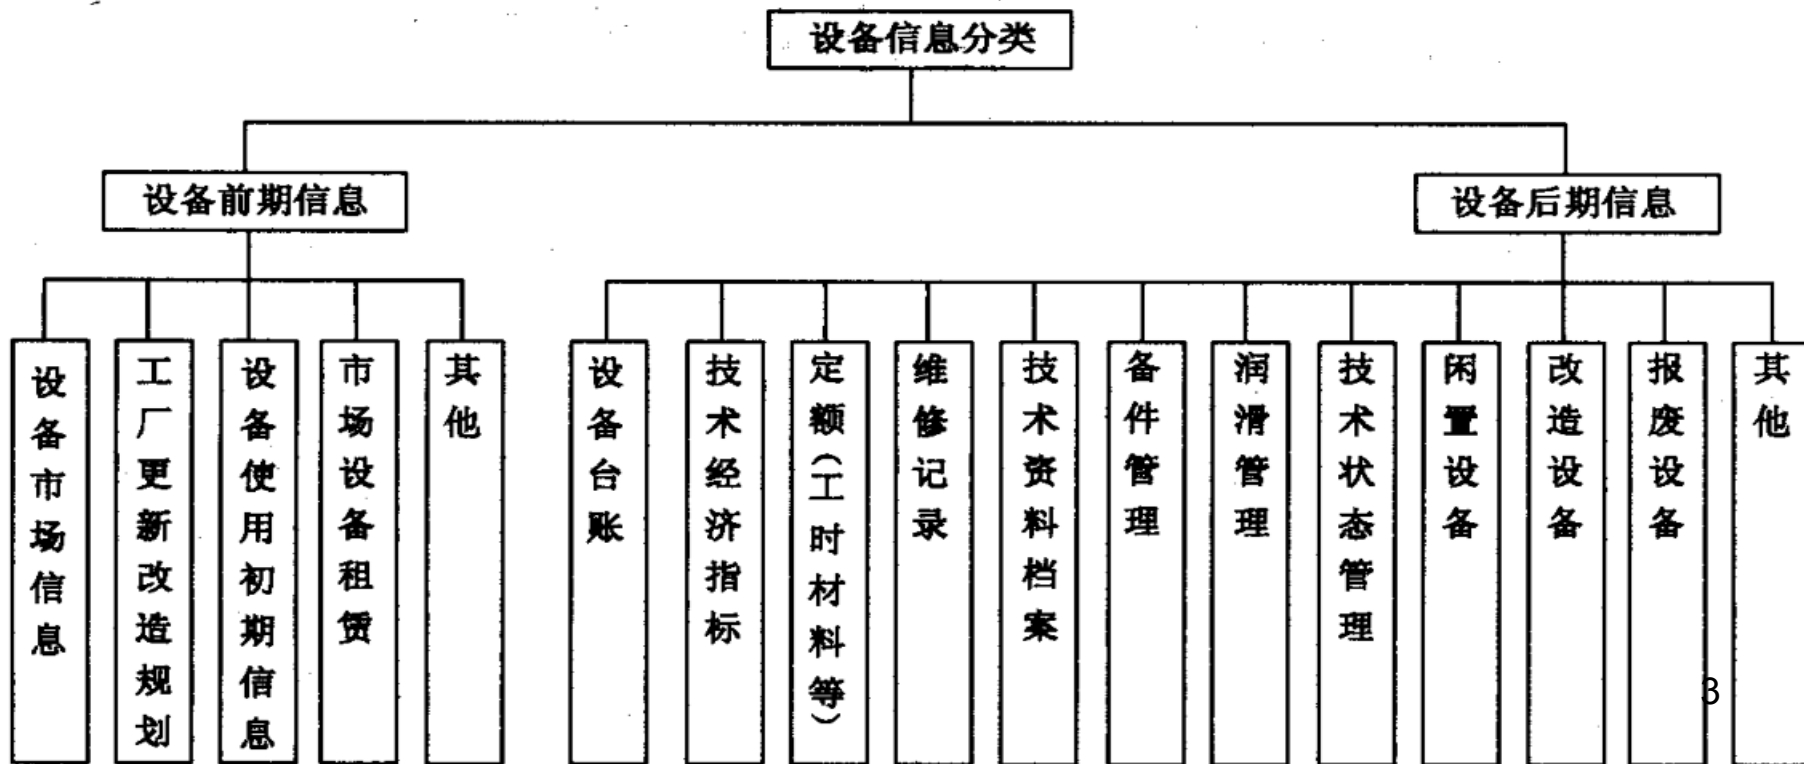 设备信息分类
设备前期信息
设备后期信息
设备市场信息
工厂更新改造规划
设备使用初期信息
市场设备租赁
其他
设备台账
技术经济指标
定额(工时材料等)
维修记录
技术资料档案
备件管理
润滑管理
技术状态管理
闲置设备
改造设备
报废设备
其他
3